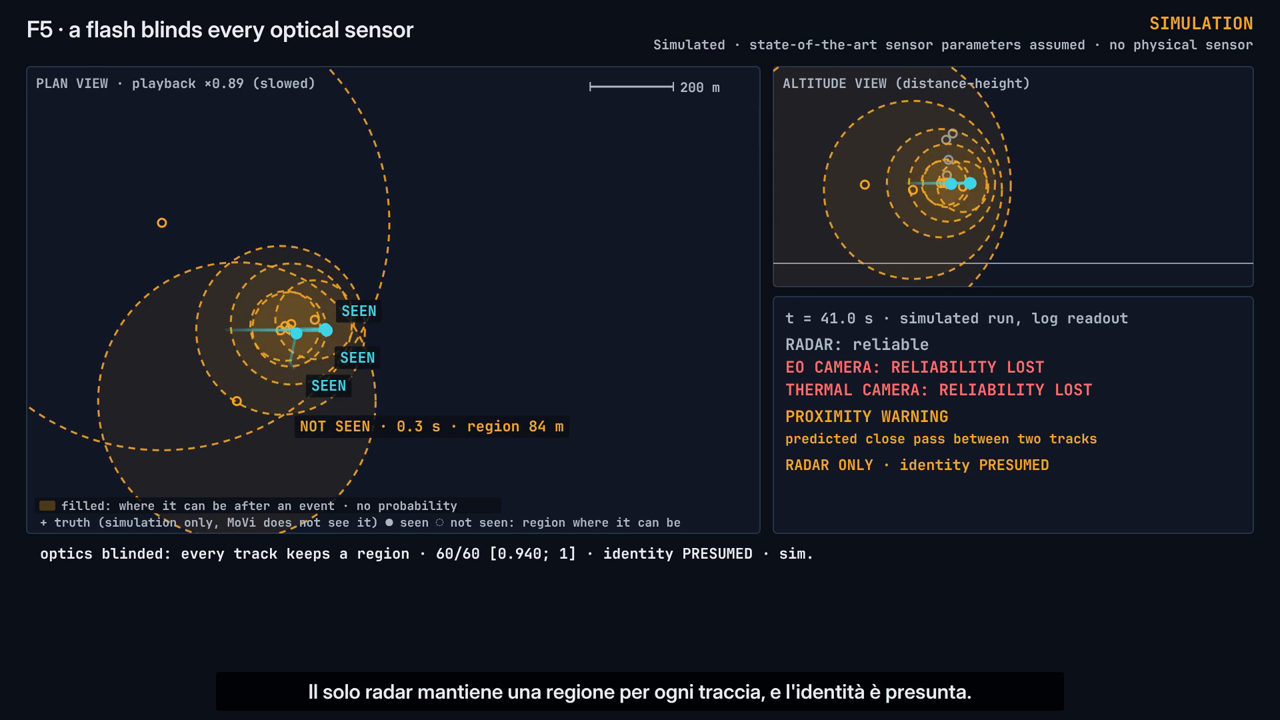 F5 · a flash blinds every optical sensor
SIMULATION
Simulated · state-of-the-art sensor parameters assumed · no physical sensor
PLAN VIEW · playback ×0.89 (slowed)
200 m
ALTITUDE VIEW (distance-height)
SEEN
SEEN
SEEN
NOT SEEN · 0.3 s · region 84 m
filled: where it can be after an event · no probability
+ truth (simulation only, MoVi does not see it) ● seen ◌ not seen: region where it can be
t = 41.0 s · simulated run, log readout
RADAR: reliable
EO CAMERA: RELIABILITY LOST
THERMAL CAMERA: RELIABILITY LOST
PROXIMITY WARNING
predicted close pass between two tracks
RADAR ONLY · identity PRESUMED
optics blinded: every track keeps a region · 60/60 [0.940; 1] · identity PRESUMED · sim.
Il solo radar mantiene una regione per ogni traccia, e l'identità è presunta.